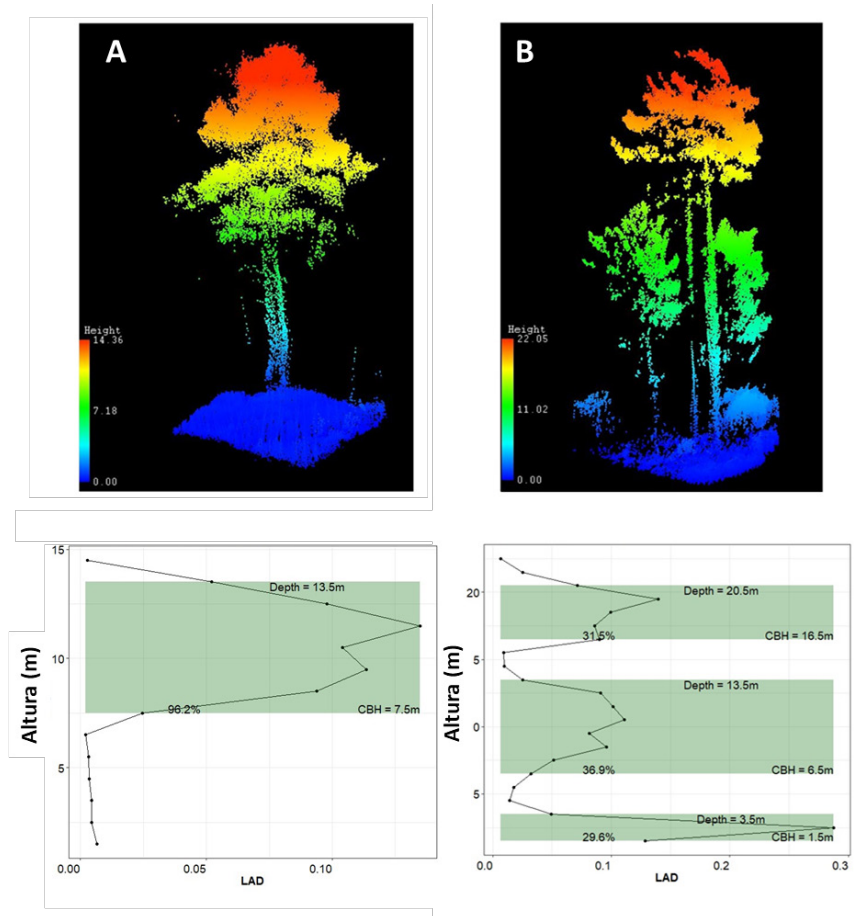 A
Height
14.36
7.18
0.00
B
Height
22.05
11.02
0.00
Altura (m)
15
10
5
Depth = 13.5m
96.2%
CBH = 7.5m
0.00
0.05
0.10
LAD
Altura (m)
20
5
0
5
Depth = 20.5m
31.5%
CBH = 16.5m
Depth = 13.5m
36.9%
CBH = 6.5m
Depth = 3.5m
29.6%
CBH = 1.5m
0.0
0.1
0.2
0.3
LAD